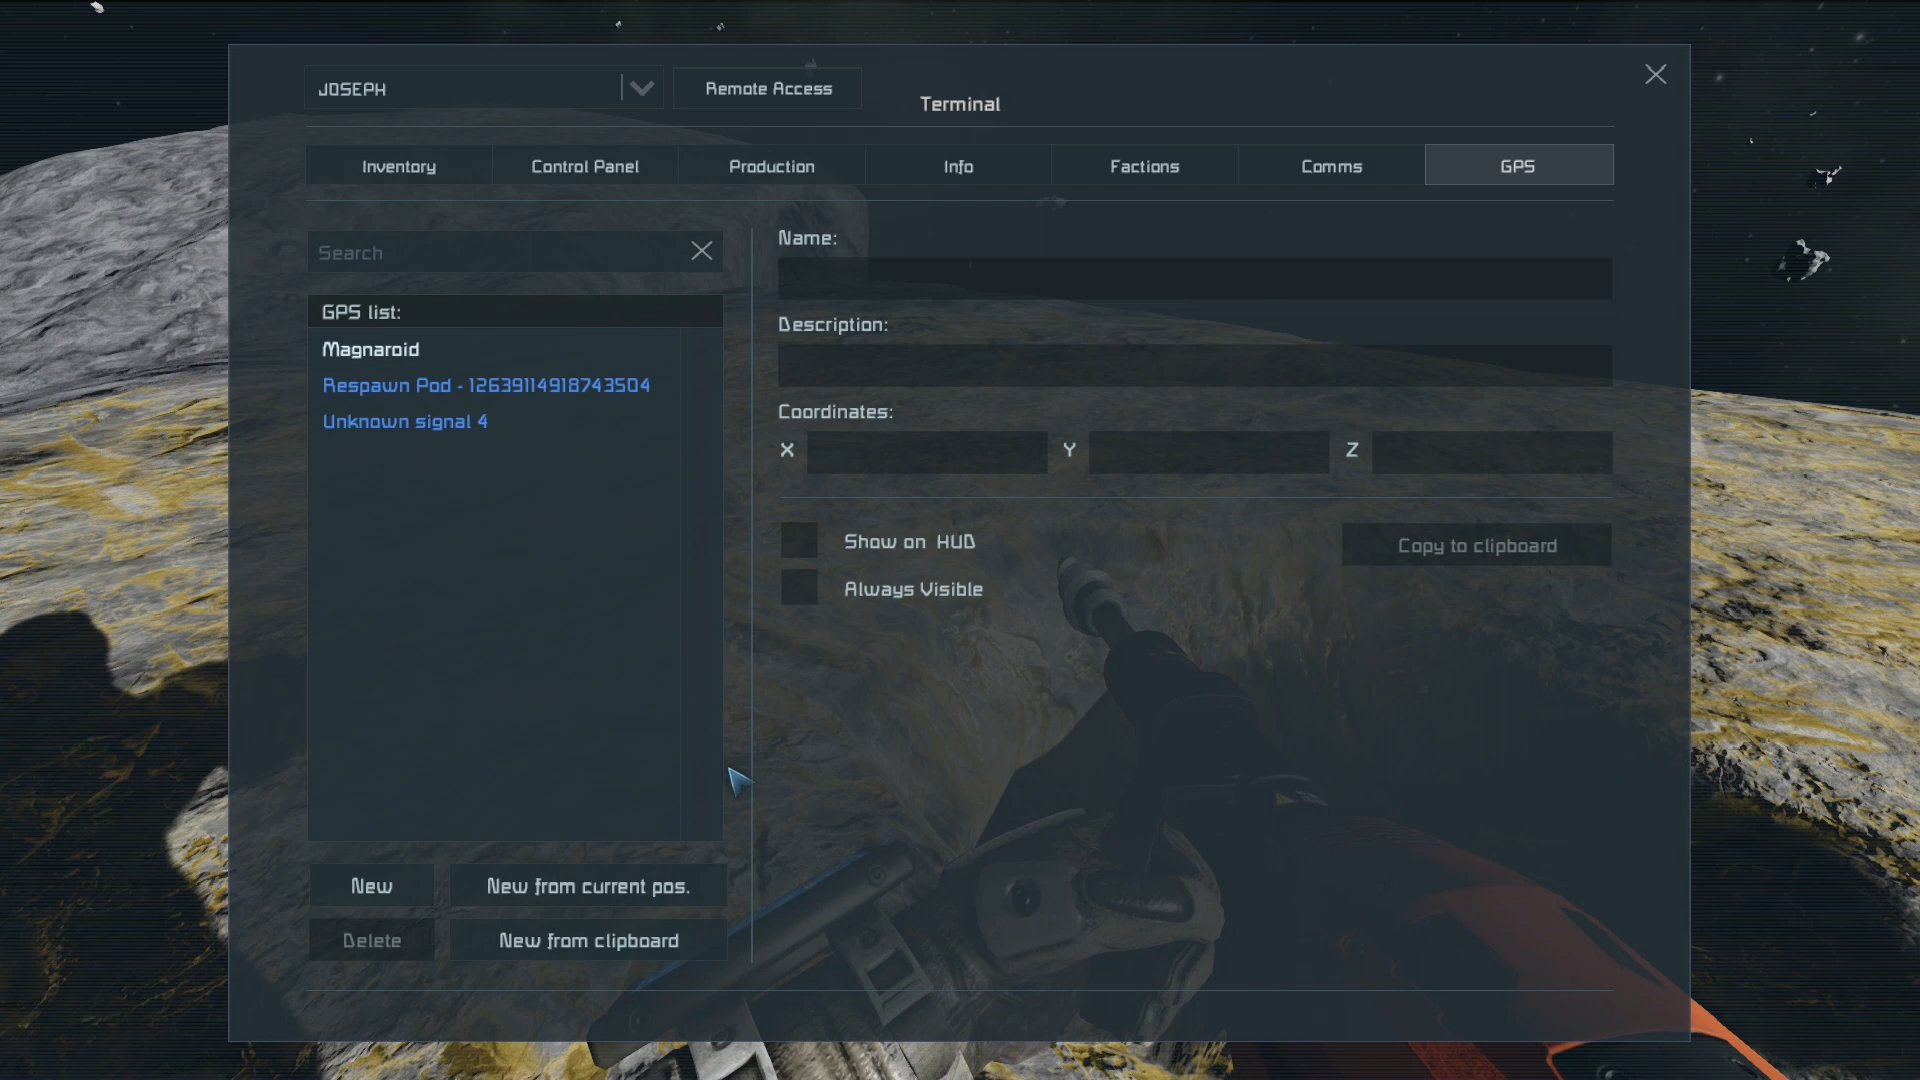 JOSEPH
Remote Access
Terminal
Inventory
Control Panel
Production
Info
Factions
Comms
GPS
Search
GPS list:
Magnaroid
Respawn Pod - 12639114918743504
Unknown signal 4
New
New from current pos.
Delete
New from clipboard
Name:
Description:
Coordinates:
X
Y
Z
Show on HUD
Copy to clipboard
Always Visible